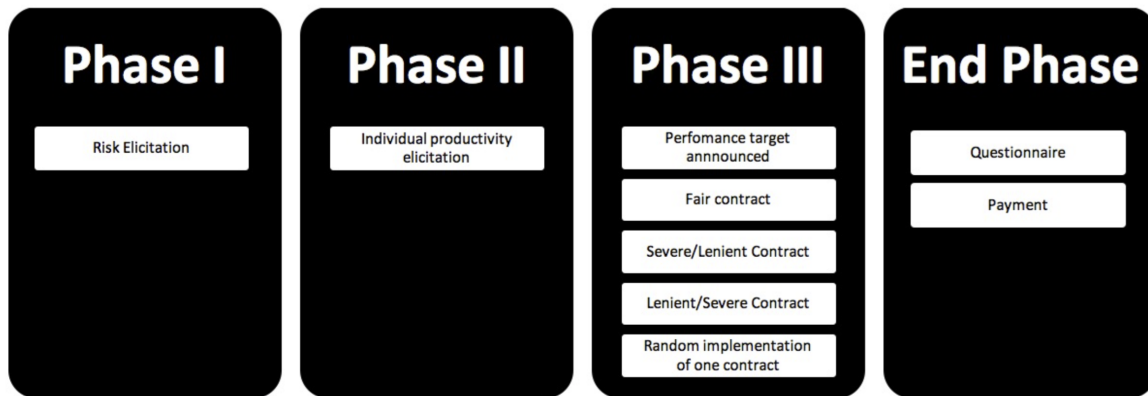 Phase I
Risk Elicitation
Phase II
Individual productivity
elicitation
Phase III
Perfomance target
annnounced
Fair contract
Severe/Lenient Contract
Lenient/Severe Contract
Random implementation
of one contract
End Phase
Questionnaire
Payment